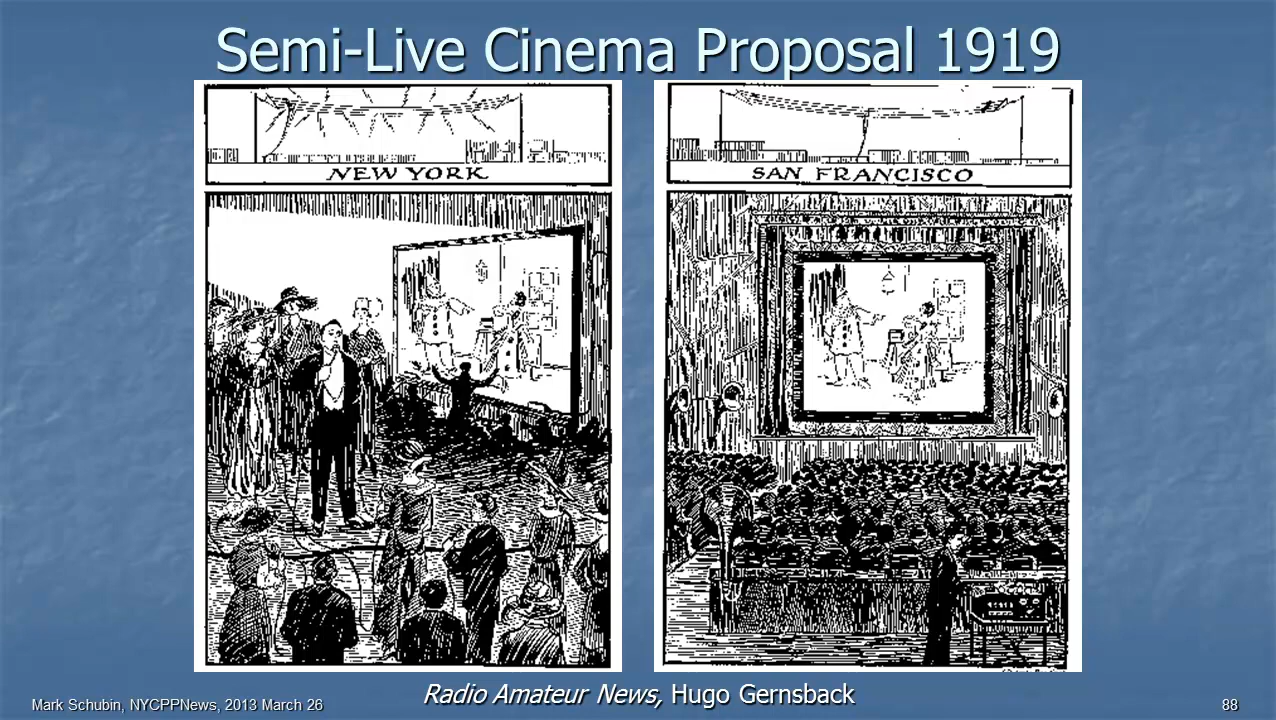 Semi-Live Cinema Proposal 1919
NEW YORK
SAN FRANCISCO
Radio Amateur News, Hugo Gernsback
Mark Schubin, NYCPPNews, 2013 March 26
88